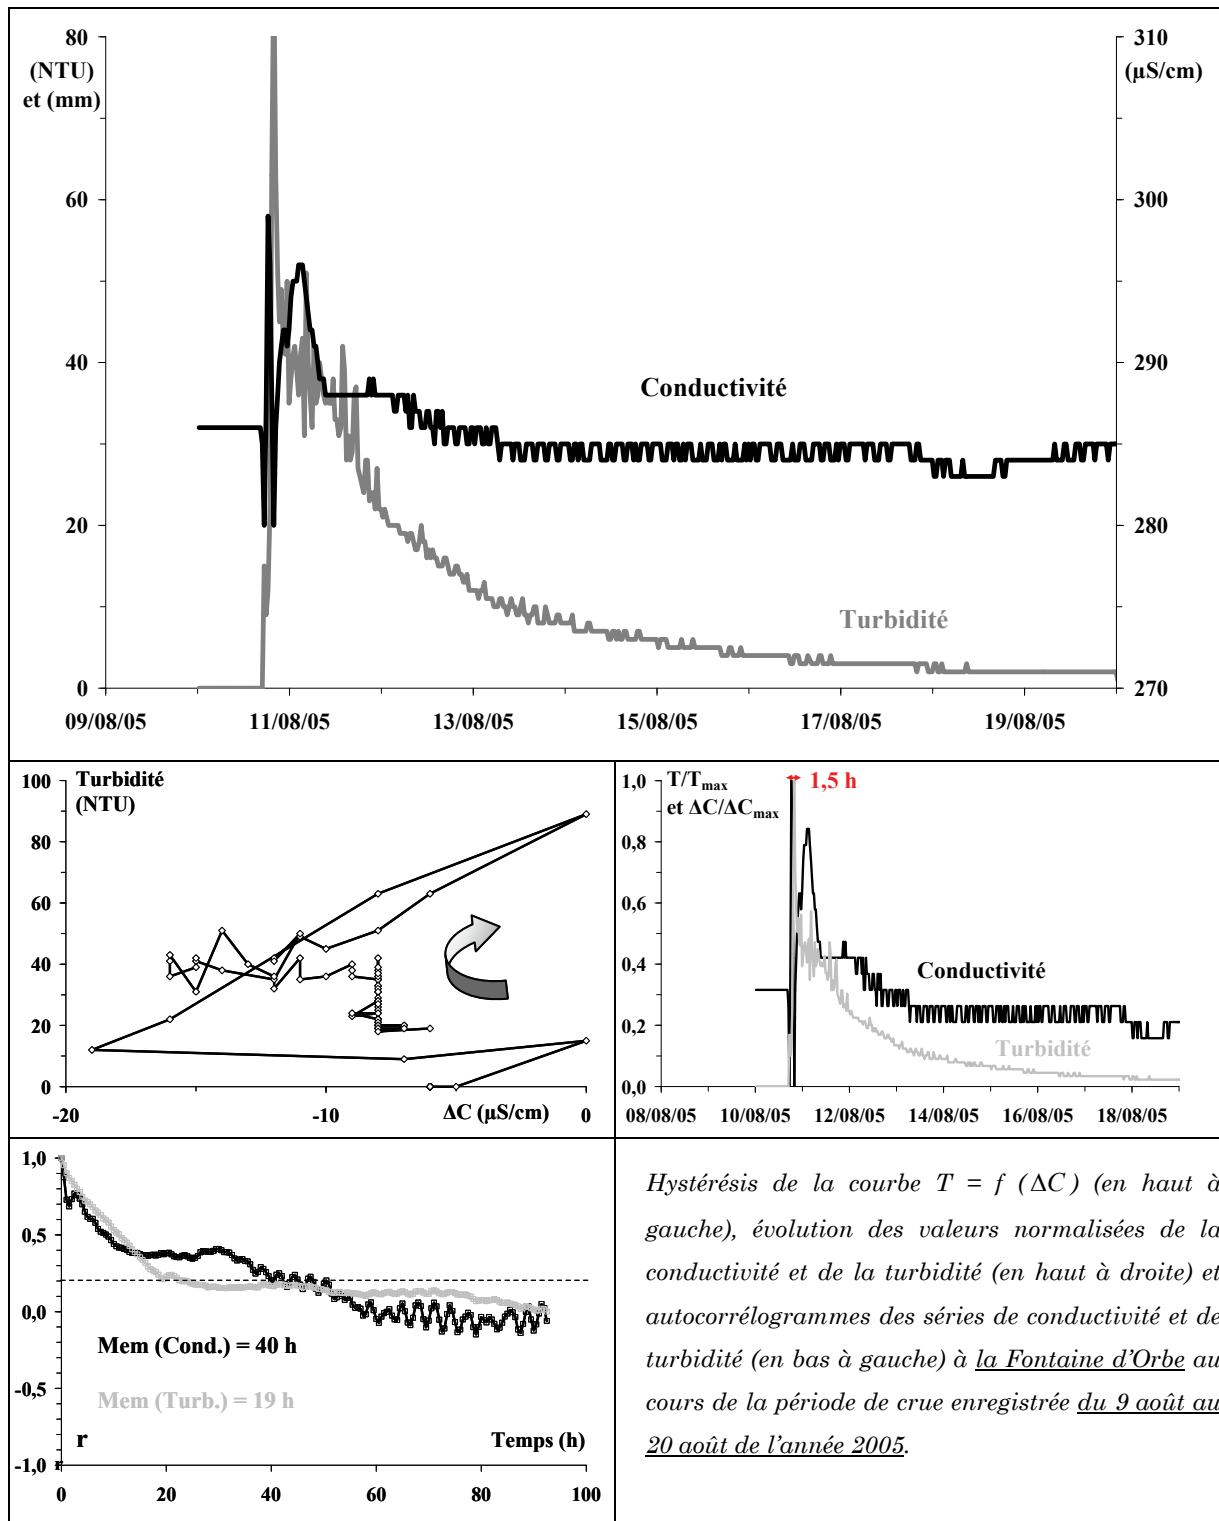 80
(NTU)
et (mm)
60
40
20
0
310
(µS/cm)
300
290
280
270
Conductivité
Turbidité
09/08/05 11/08/05 13/08/05 15/08/05 17/08/05 19/08/05
100
80
60
40
20
0
Turbidité
(NTU)
-20 -10 ΔC (µS/cm) 0
1,0
0,8
0,6
0,4
0,2
0,0
T/Tmax
et ΔC/ΔCmax
1,5 h
Conductivité
Turbidité
08/08/05 10/08/05 12/08/05 14/08/05 16/08/05 18/08/05
1,0
0,5
0,0
-0,5
-1,0
Mem (Cond.) = 40 h
Mem (Turb.) = 19 h
r Temps (h)
r
0 20 40 60 80 100
Hystérésis de la courbe T = f (ΔC) (en haut à
gauche), évolution des valeurs normalisées de la
conductivité et de la turbidité (en haut à droite) et
autocorrélogrammes des séries de conductivité et de
turbidité (en bas à gauche) à la Fontaine d'Orbe au
cours de la période de crue enregistrée du 9 août au
20 août de l'année 2005.